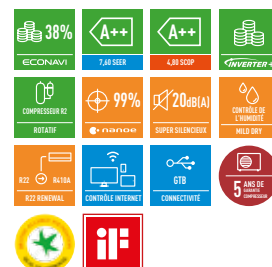 38%
ECONAVI
A++
7,60 SEER
A++
4,80 SCOP
INVERTER+
COMPRESSEUR R2
ROTATIF
99%
nanoe
20dB(A)
SUPER SILENCIEUX
CONTRÔLE DE
L'HUMIDITÉ
MILD DRY
R22
R410A
R22 RENEWAL
CONTRÔLE INTERNET
GTB
CONNECTIVITÉ
5 ANS DE
GARANTIE
COMPRESSEUR
iF